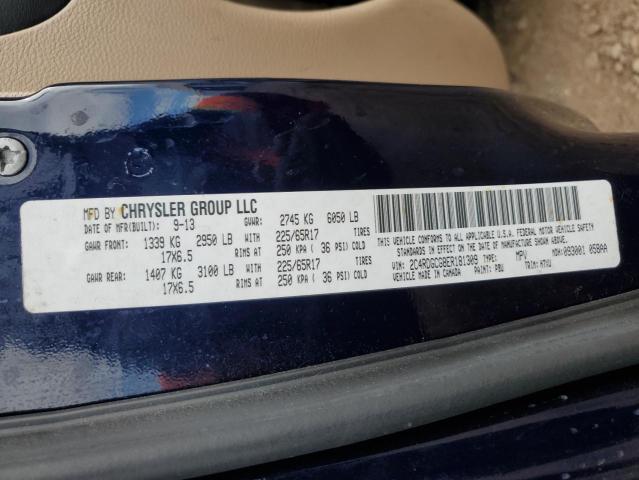 MFD BY CHRYSLER GROUP LLC
DATE OF MFR(BUILT): 9-13 GVWR: 2745 KG 6050 LB
GAWR FRONT: 1339 KG 2950 LB WITH 225/65R17 TIRES
17X6.5 RIMS AT 250 KPA ( 36 PSI) COLD
GAWR REAR: 1407 KG 3100 LB WITH 225/65R17 TIRES
17X6.5 RIMS AT 250 KPA ( 36 PSI) COLD
THIS VEHICLE CONFORMS TO ALL APPLICABLE U.S.A. FEDERAL MOTOR VEHICLE SAFETY
STANDARDS IN EFFECT ON THE DATE OF MANUFACTURE SHOWN ABOVE.
VIN: 2C4RDGCG8ER181309 TYPE: MPV MDH: 093001 058AA
VEHICLE MADE IN CANADA PAINT: PBU TRIM: H7XU